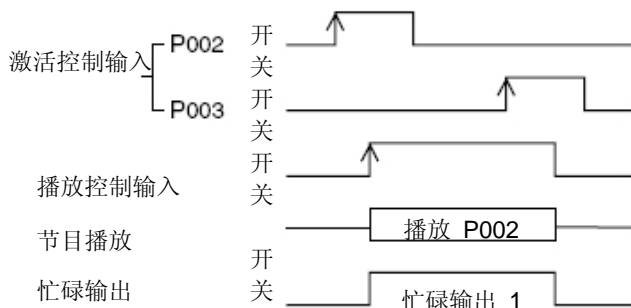 P002 开
激活控制输入 关
P003 开
关
开
播放控制输入 关
节目播放 播放 P002
开
忙碌输出 关 忙碌输出 1